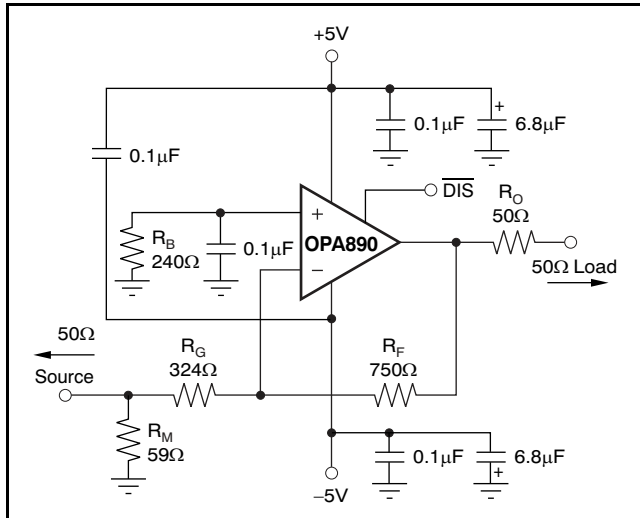 +5V
0.1μF
+
0.1μF
6.8μF
DIS
+
OPA890
−
R_B
240Ω
0.1μF
R_O
50Ω
50Ω Load
50Ω
Source
R_G
324Ω
R_F
750Ω
R_M
59Ω
0.1μF
6.8μF
+
−5V